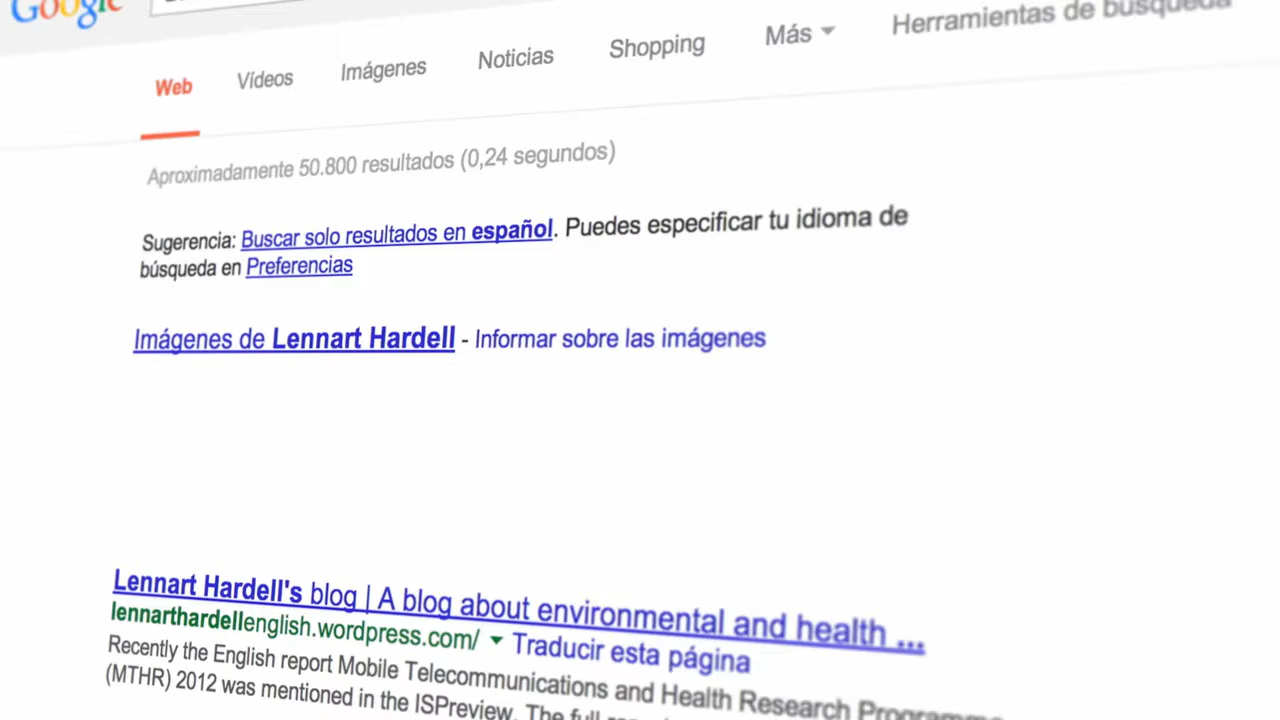 Google
Web Vídeos Imágenes Noticias Shopping Más Herramientas de búsqueda
Aproximadamente 50.800 resultados (0,24 segundos)
Sugerencia: Buscar solo resultados en español. Puedes especificar tu idioma de
búsqueda en Preferencias
Imágenes de Lennart Hardell - Informar sobre las imágenes
Lennart Hardell's blog | A blog about environmental and health ...
lennarthardellenglish.wordpress.com/ Traducir esta página
Recently the English report Mobile Telecommunications and Health Research Programme
(MTHR) 2012 was mentioned in the ISPreview. The full